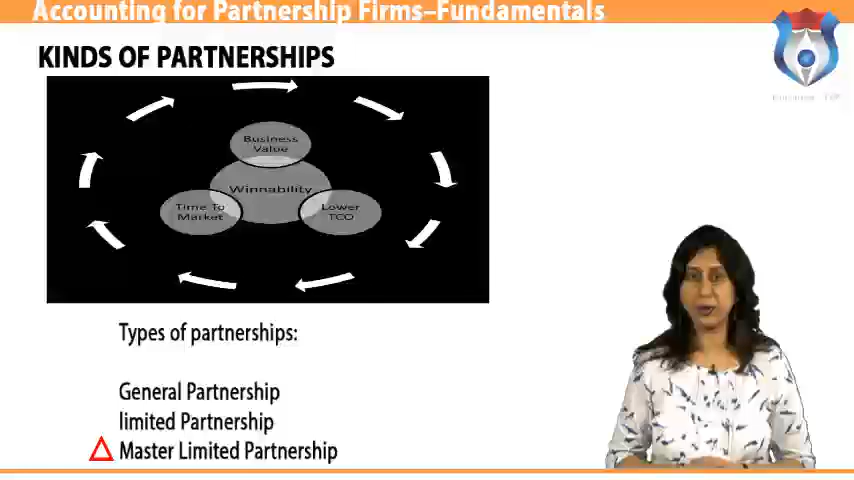 Accounting for Partnership Firms–Fundamentals
KINDS OF PARTNERSHIPS
Business
Value
Winnability
Time To
Market
Lower
TCO
Types of partnerships:
General Partnership
limited Partnership
Master Limited Partnership